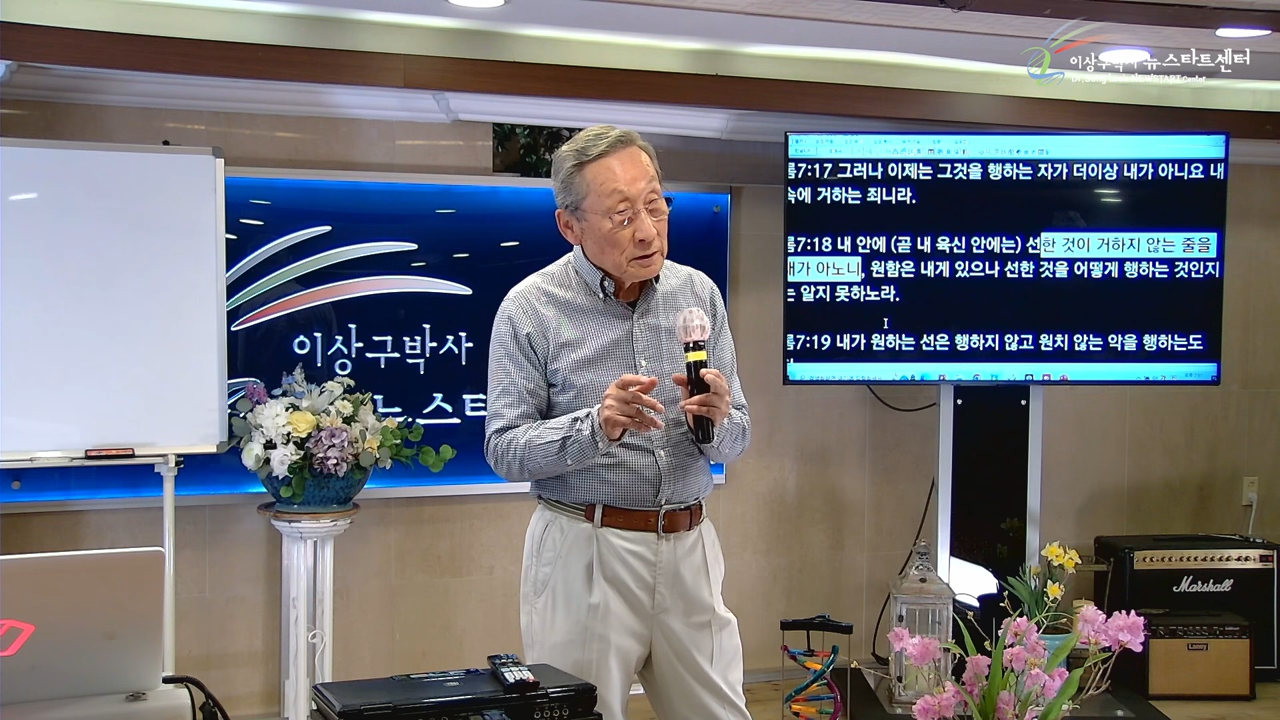 이상구박사 뉴스타트센터
롬7:17 그러나 이제는 그것을 행하는 자가 더이상 내가 아니요 내
속에 거하는 죄니라.
롬7:18 내 안에 (곧 내 육신 안에는) 선한 것이 거하지 않는 줄을
내가 아노니, 원함은 내게 있으나 선한 것을 어떻게 행하는 것인지
는 알지 못하노라.
롬7:19 내가 원하는 선은 행하지 않고 원치 않는 악을 행하는도
이상구박사
뉴 스타
Marshall
Laney